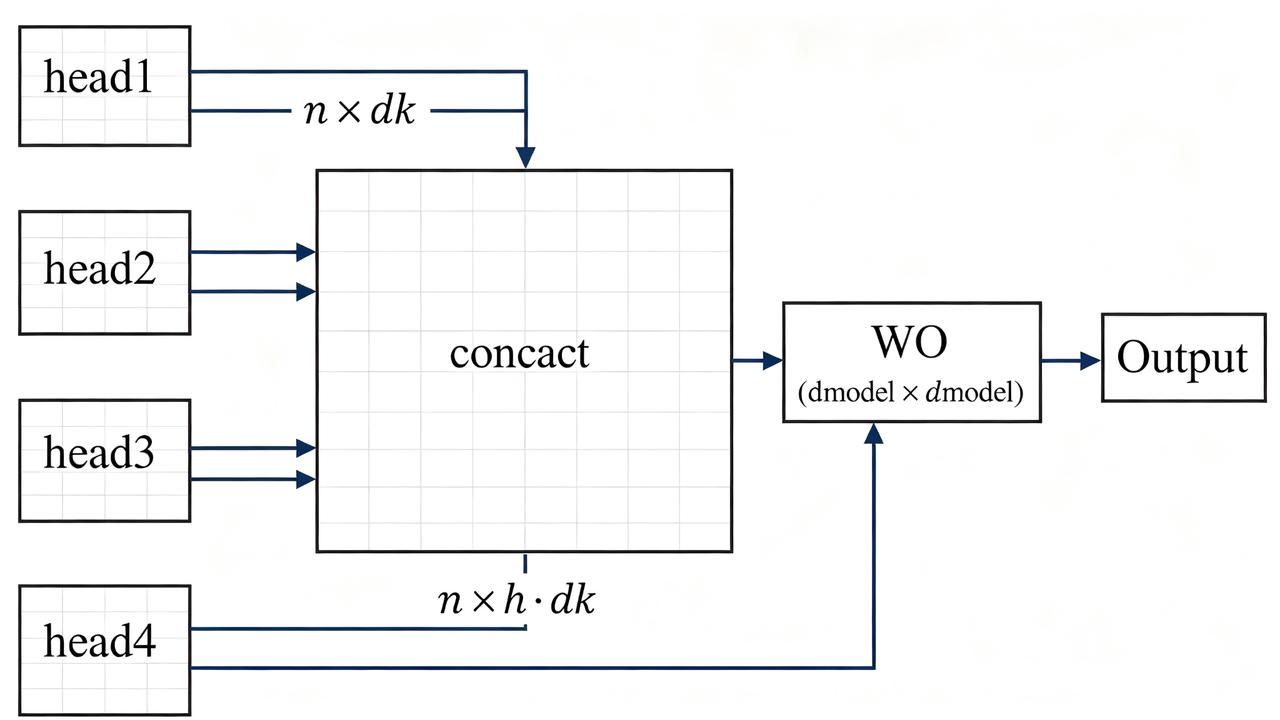 head1
n × dk
head2
concact
head3
WO
(dmodel × dmodel)
Output
n × h · dk
head4